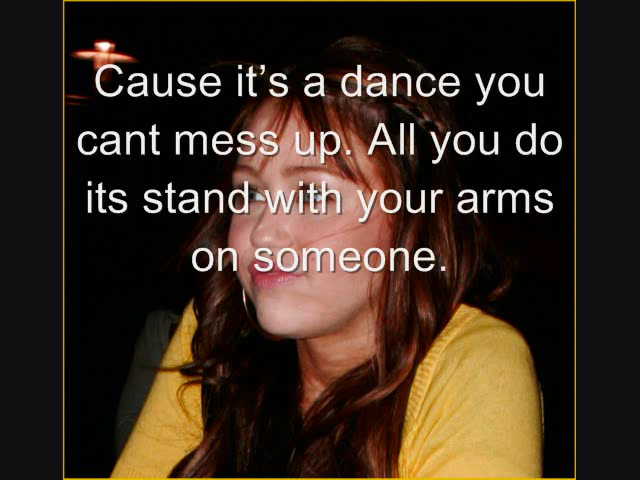 Cause it’s a dance you
cant mess up. All you do
its stand with your arms
on someone.